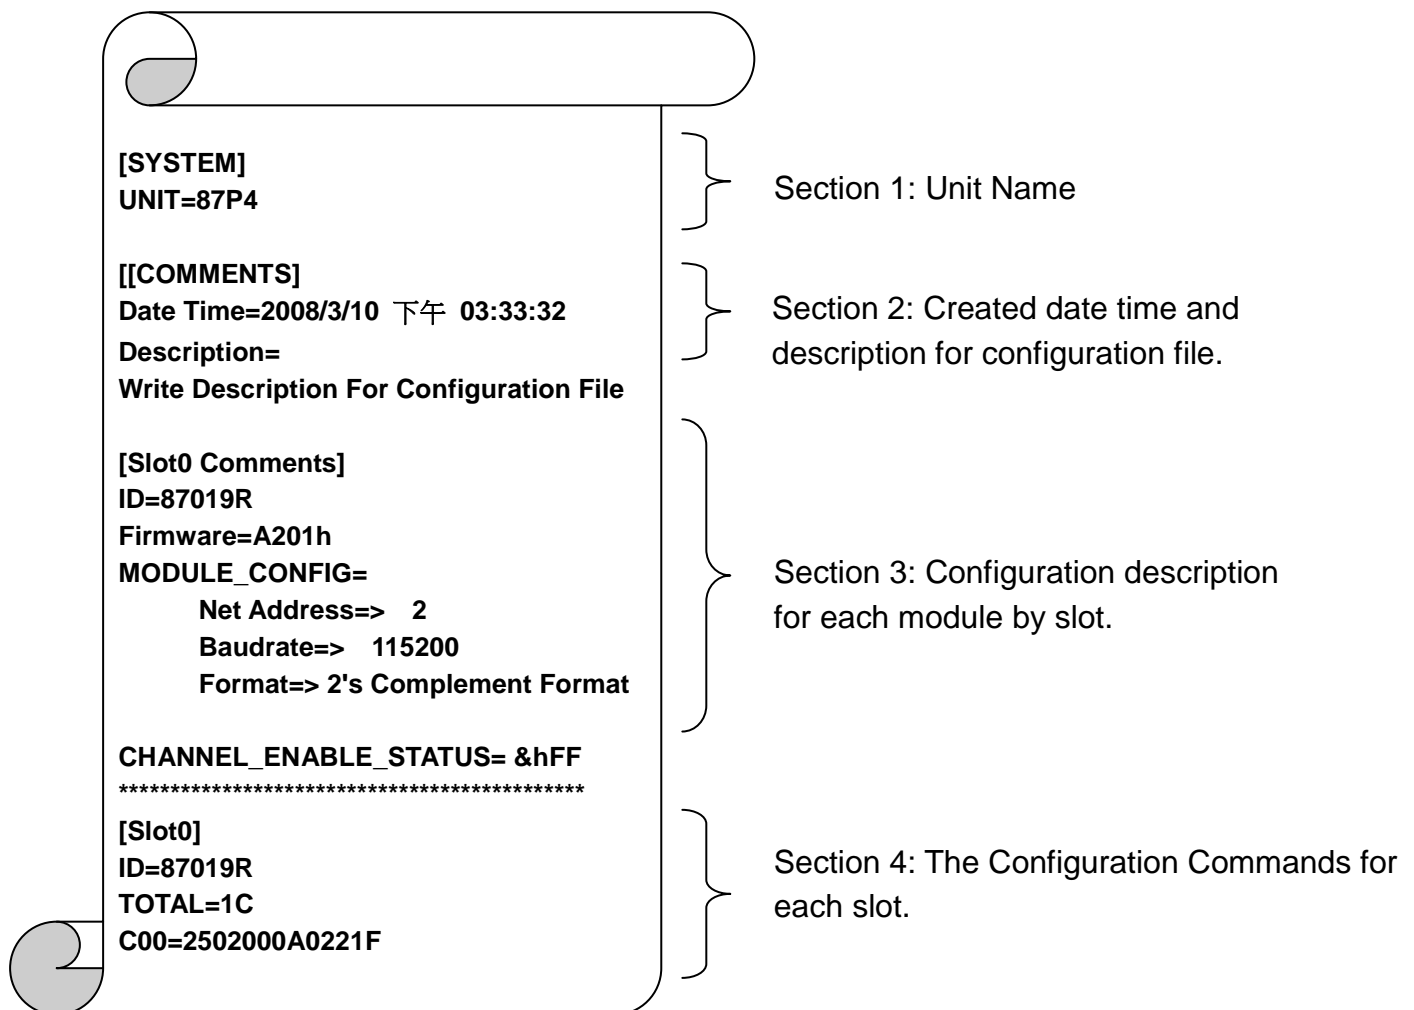 [SYSTEM]
UNIT=87P4
Section 1: Unit Name
[[COMMENTS]
Date Time=2008/3/10 下午 03:33:32
Description=
Write Description For Configuration File
Section 2: Created date time and
description for configuration file.
[Slot0 Comments]
ID=87019R
Firmware=A201h
MODULE_CONFIG=
Net Address=> 2
Baudrate=> 115200
Format=> 2's Complement Format
Section 3: Configuration description
for each module by slot.
CHANNEL_ENABLE_STATUS= &hFF
**********************************************
[Slot0]
ID=87019R
TOTAL=1C
C00=2502000A0221F
Section 4: The Configuration Commands for
each slot.